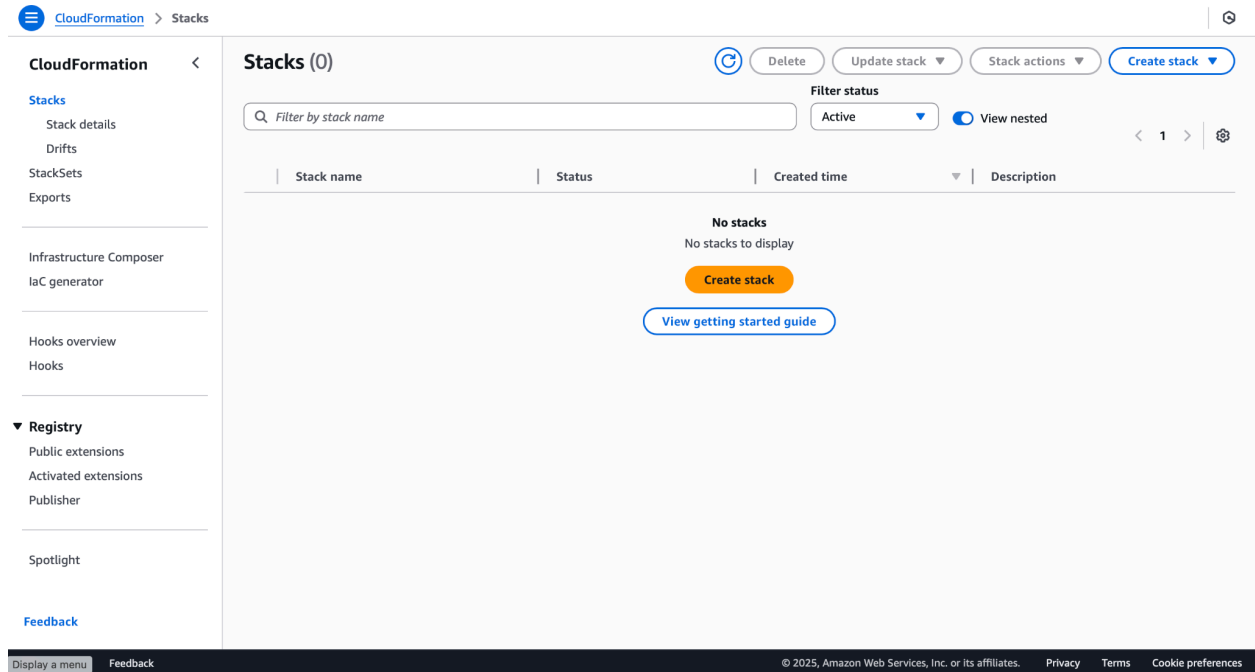 CloudFormation > Stacks
CloudFormation
Stacks
Stack details
Drifts
StackSets
Exports
Infrastructure Composer
IaC generator
Hooks overview
Hooks
Registry
Public extensions
Activated extensions
Publisher
Spotlight
Feedback
Stacks (0)
Delete
Update stack
Stack actions
Create stack
Filter by stack name
Filter status
Active
View nested
1
Stack name
Status
Created time
Description
No stacks
No stacks to display
Create stack
View getting started guide
Display a menu
Feedback
© 2025, Amazon Web Services, Inc. or its affiliates.
Privacy
Terms
Cookie preferences